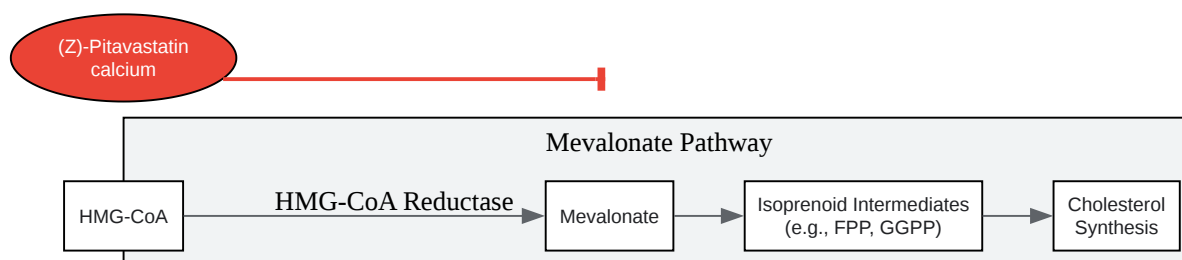 (Z)-Pitavastatin
calcium
Mevalonate Pathway
HMG-CoA
HMG-CoA Reductase
Mevalonate
Isoprenoid Intermediates
(e.g., FPP, GGPP)
Cholesterol
Synthesis